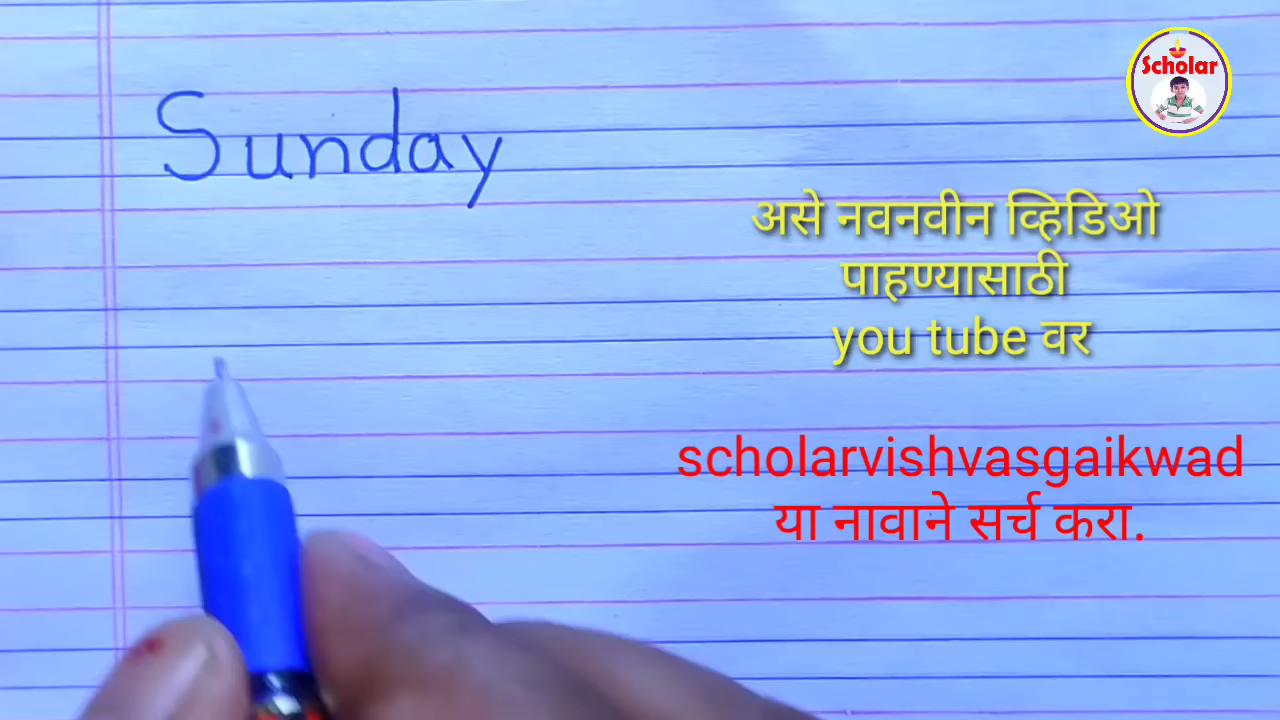 Sunday
Scholar
असे नवनवीन व्हिडिओ
पाहण्यासाठी
you tube वर
scholarvishvasgaikwad
या नावाने सर्च करा.